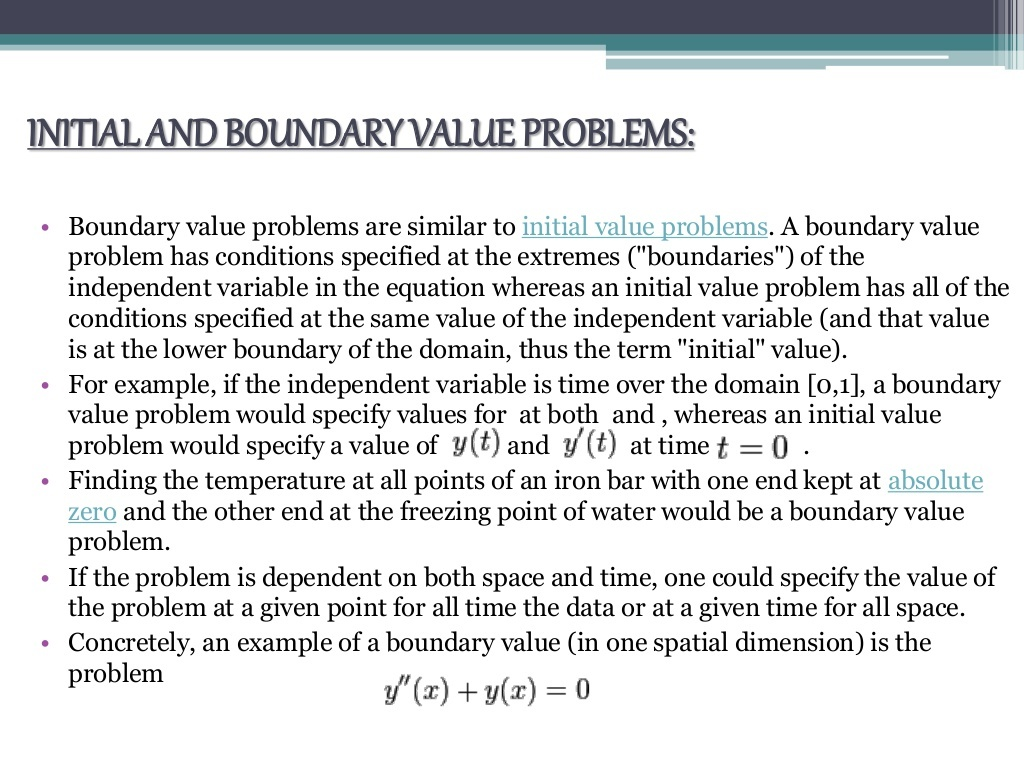 INITIAL AND BOUNDARY VALUE PROBLEMS:
• Boundary value problems are similar to initial value problems. A boundary value
problem has conditions specified at the extremes ("boundaries") of the
independent variable in the equation whereas an initial value problem has all of the
conditions specified at the same value of the independent variable (and that value
is at the lower boundary of the domain, thus the term "initial" value).
• For example, if the independent variable is time over the domain [0,1], a boundary
value problem would specify values for at both and , whereas an initial value
problem would specify a value of y(t) and y′(t) at time t = 0 .
• Finding the temperature at all points of an iron bar with one end kept at absolute
zero and the other end at the freezing point of water would be a boundary value
problem.
• If the problem is dependent on both space and time, one could specify the value of
the problem at a given point for all time the data or at a given time for all space.
• Concretely, an example of a boundary value (in one spatial dimension) is the
problem
y″(x) + y(x) = 0